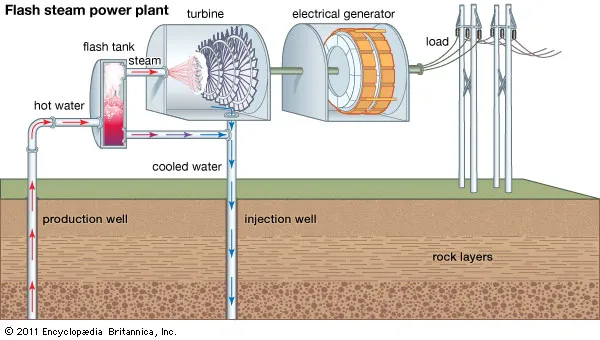 Flash steam power plant
turbine
electrical generator
flash tank
steam
load
hot water
cooled water
production well
injection well
rock layers
© 2011 Encyclopædia Britannica, Inc.